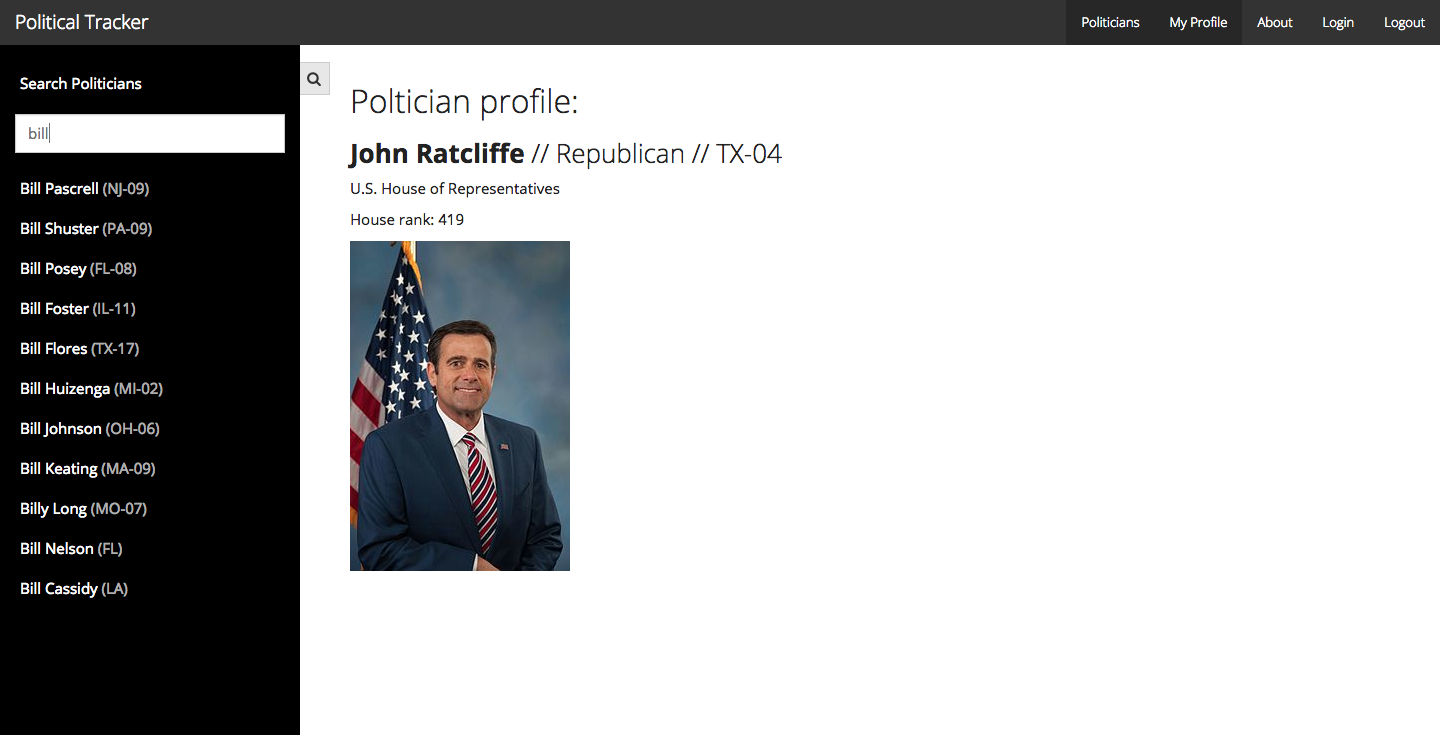 Political Tracker
Politicians My Profile About Login Logout
Search Politicians
bill
Bill Pascrell (NJ-09)
Bill Shuster (PA-09)
Bill Posey (FL-08)
Bill Foster (IL-11)
Bill Flores (TX-17)
Bill Huizenga (MI-02)
Bill Johnson (OH-06)
Bill Keating (MA-09)
Billy Long (MO-07)
Bill Nelson (FL)
Bill Cassidy (LA)
Poltician profile:
John Ratcliffe // Republican // TX-04
U.S. House of Representatives
House rank: 419